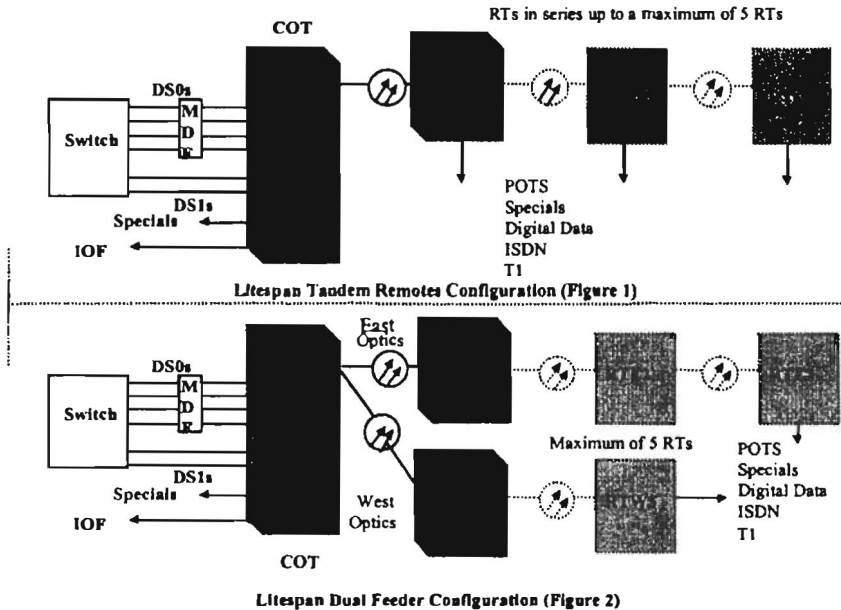 RTs in series up to a maximum of 5 RTs
COT
DS0s
M
D
F
Switch
DS1s
Specials
IOF
POTS
Specials
Digital Data
ISDN
T1
Litespan Tandem Remotes Configuration (Figure 1)
East
Optics
DS0s
M
D
F
Switch
Maximum of 5 RTs
DS1s
Specials
IOF
West
Optics
COT
POTS
Specials
Digital Data
ISDN
T1
Litespan Dual Feeder Configuration (Figure 2)